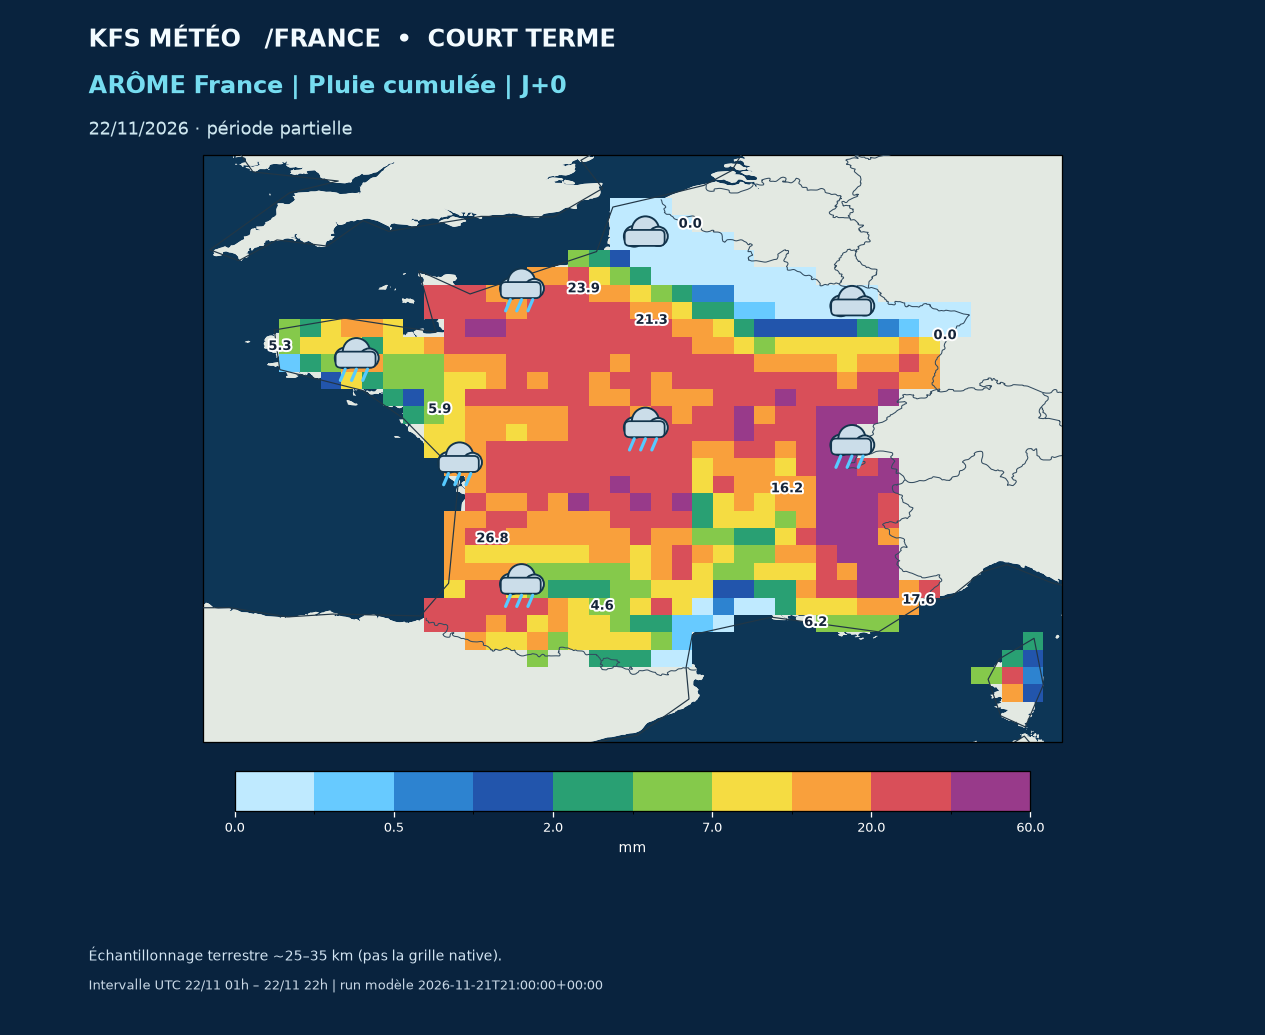 KFS MÉTÉO /FRANCE • COURT TERME
ARÔME France | Pluie cumulée | J+0
22/11/2026 · période partielle
0.0
23.9
21.3
0.0
5.3
5.9
16.2
26.8
4.6
17.6
6.2
0.0 0.5 2.0 7.0 20.0 60.0
mm
Échantillonnage terrestre ~25–35 km (pas la grille native).
Intervalle UTC 22/11 01h – 22/11 22h | run modèle 2026-11-21T21:00:00+00:00